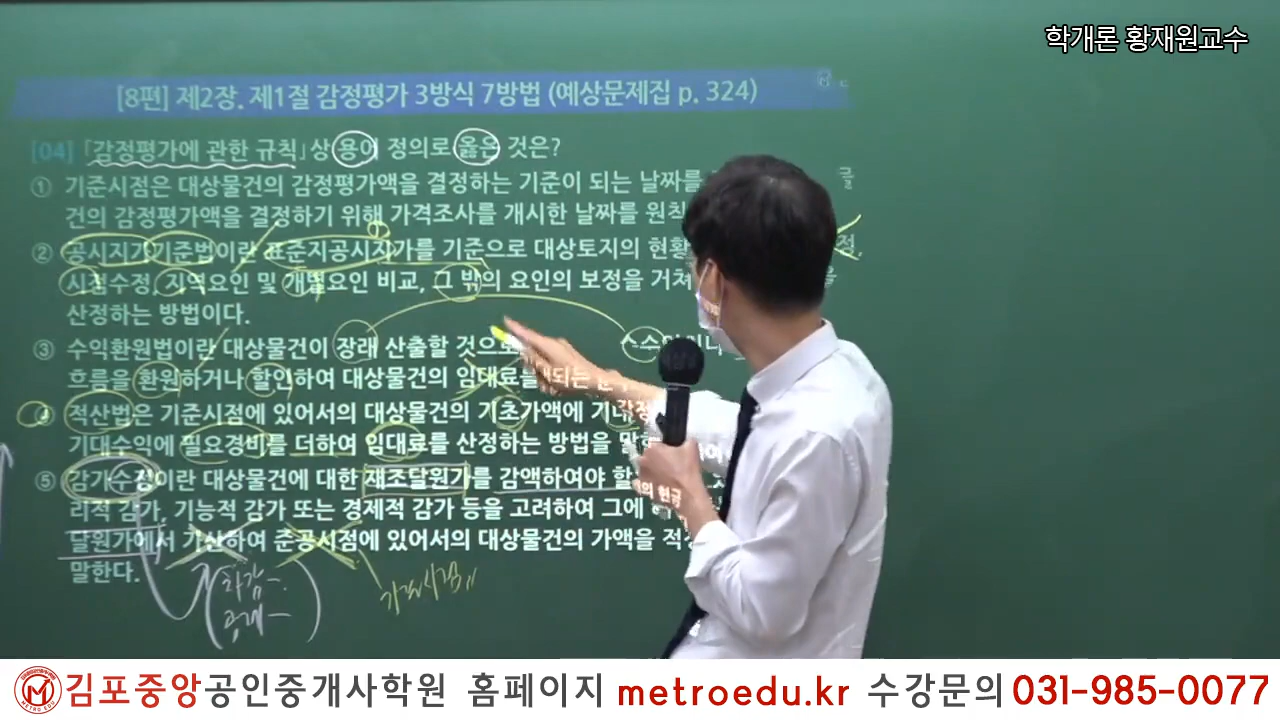 학개론 황재원교수
[8편] 제2장. 제1절 감정평가 3방식 7방법 (예상문제집 p. 324)
[04] 「감정평가에 관한 규칙」상 용어 정의로 옳은 것은?
① 기준시점은 대상물건의 감정평가액을 결정하는 기준이 되는 날짜를
건의 감정평가액을 결정하기 위해 가격조사를 개시한 날짜를 원칙
② 공시지가기준법이란 표준지공시지가를 기준으로 대상토지의 현황
시점수정, 지역요인 및 개별요인 비교, 그 밖의 요인의 보정을 거쳐
산정하는 방법이다.
③ 수익환원법이란 대상물건이 장래 산출할 것으로
흐름을 환원하거나 할인하여 대상물건의 임대료를
④ 적산법은 기준시점에 있어서의 대상물건의 기초가액에 기대
기대수익에 필요경비를 더하여 임대료를 산정하는 방법을 말
⑤ 감가수정이란 대상물건에 대한 재조달원가를 감액하여야 할
리적 감가, 기능적 감가 또는 경제적 감가 등을 고려하여 그에
달원가에서 가산하여 준공시점에 있어서의 대상물건의 가액을 적정
말한다.
김포중앙공인중개사학원 홈페이지 metroedu.kr 수강문의 031-985-0077
METRO EDU